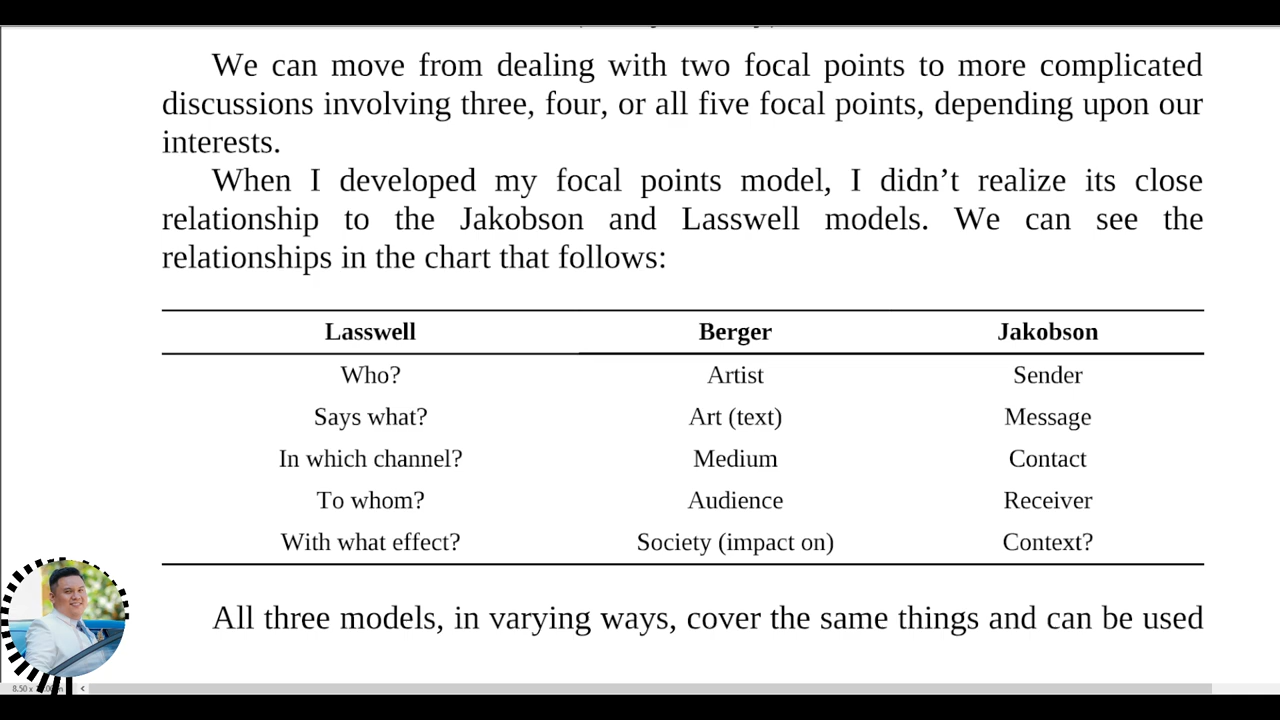 We can move from dealing with two focal points to more complicated
discussions involving three, four, or all five focal points, depending upon our
interests.
When I developed my focal points model, I didn’t realize its close
relationship to the Jakobson and Lasswell models. We can see the
relationships in the chart that follows:
Lasswell Berger Jakobson
Who? Artist Sender
Says what? Art (text) Message
In which channel? Medium Contact
To whom? Audience Receiver
With what effect? Society (impact on) Context?
All three models, in varying ways, cover the same things and can be used
8.50 x